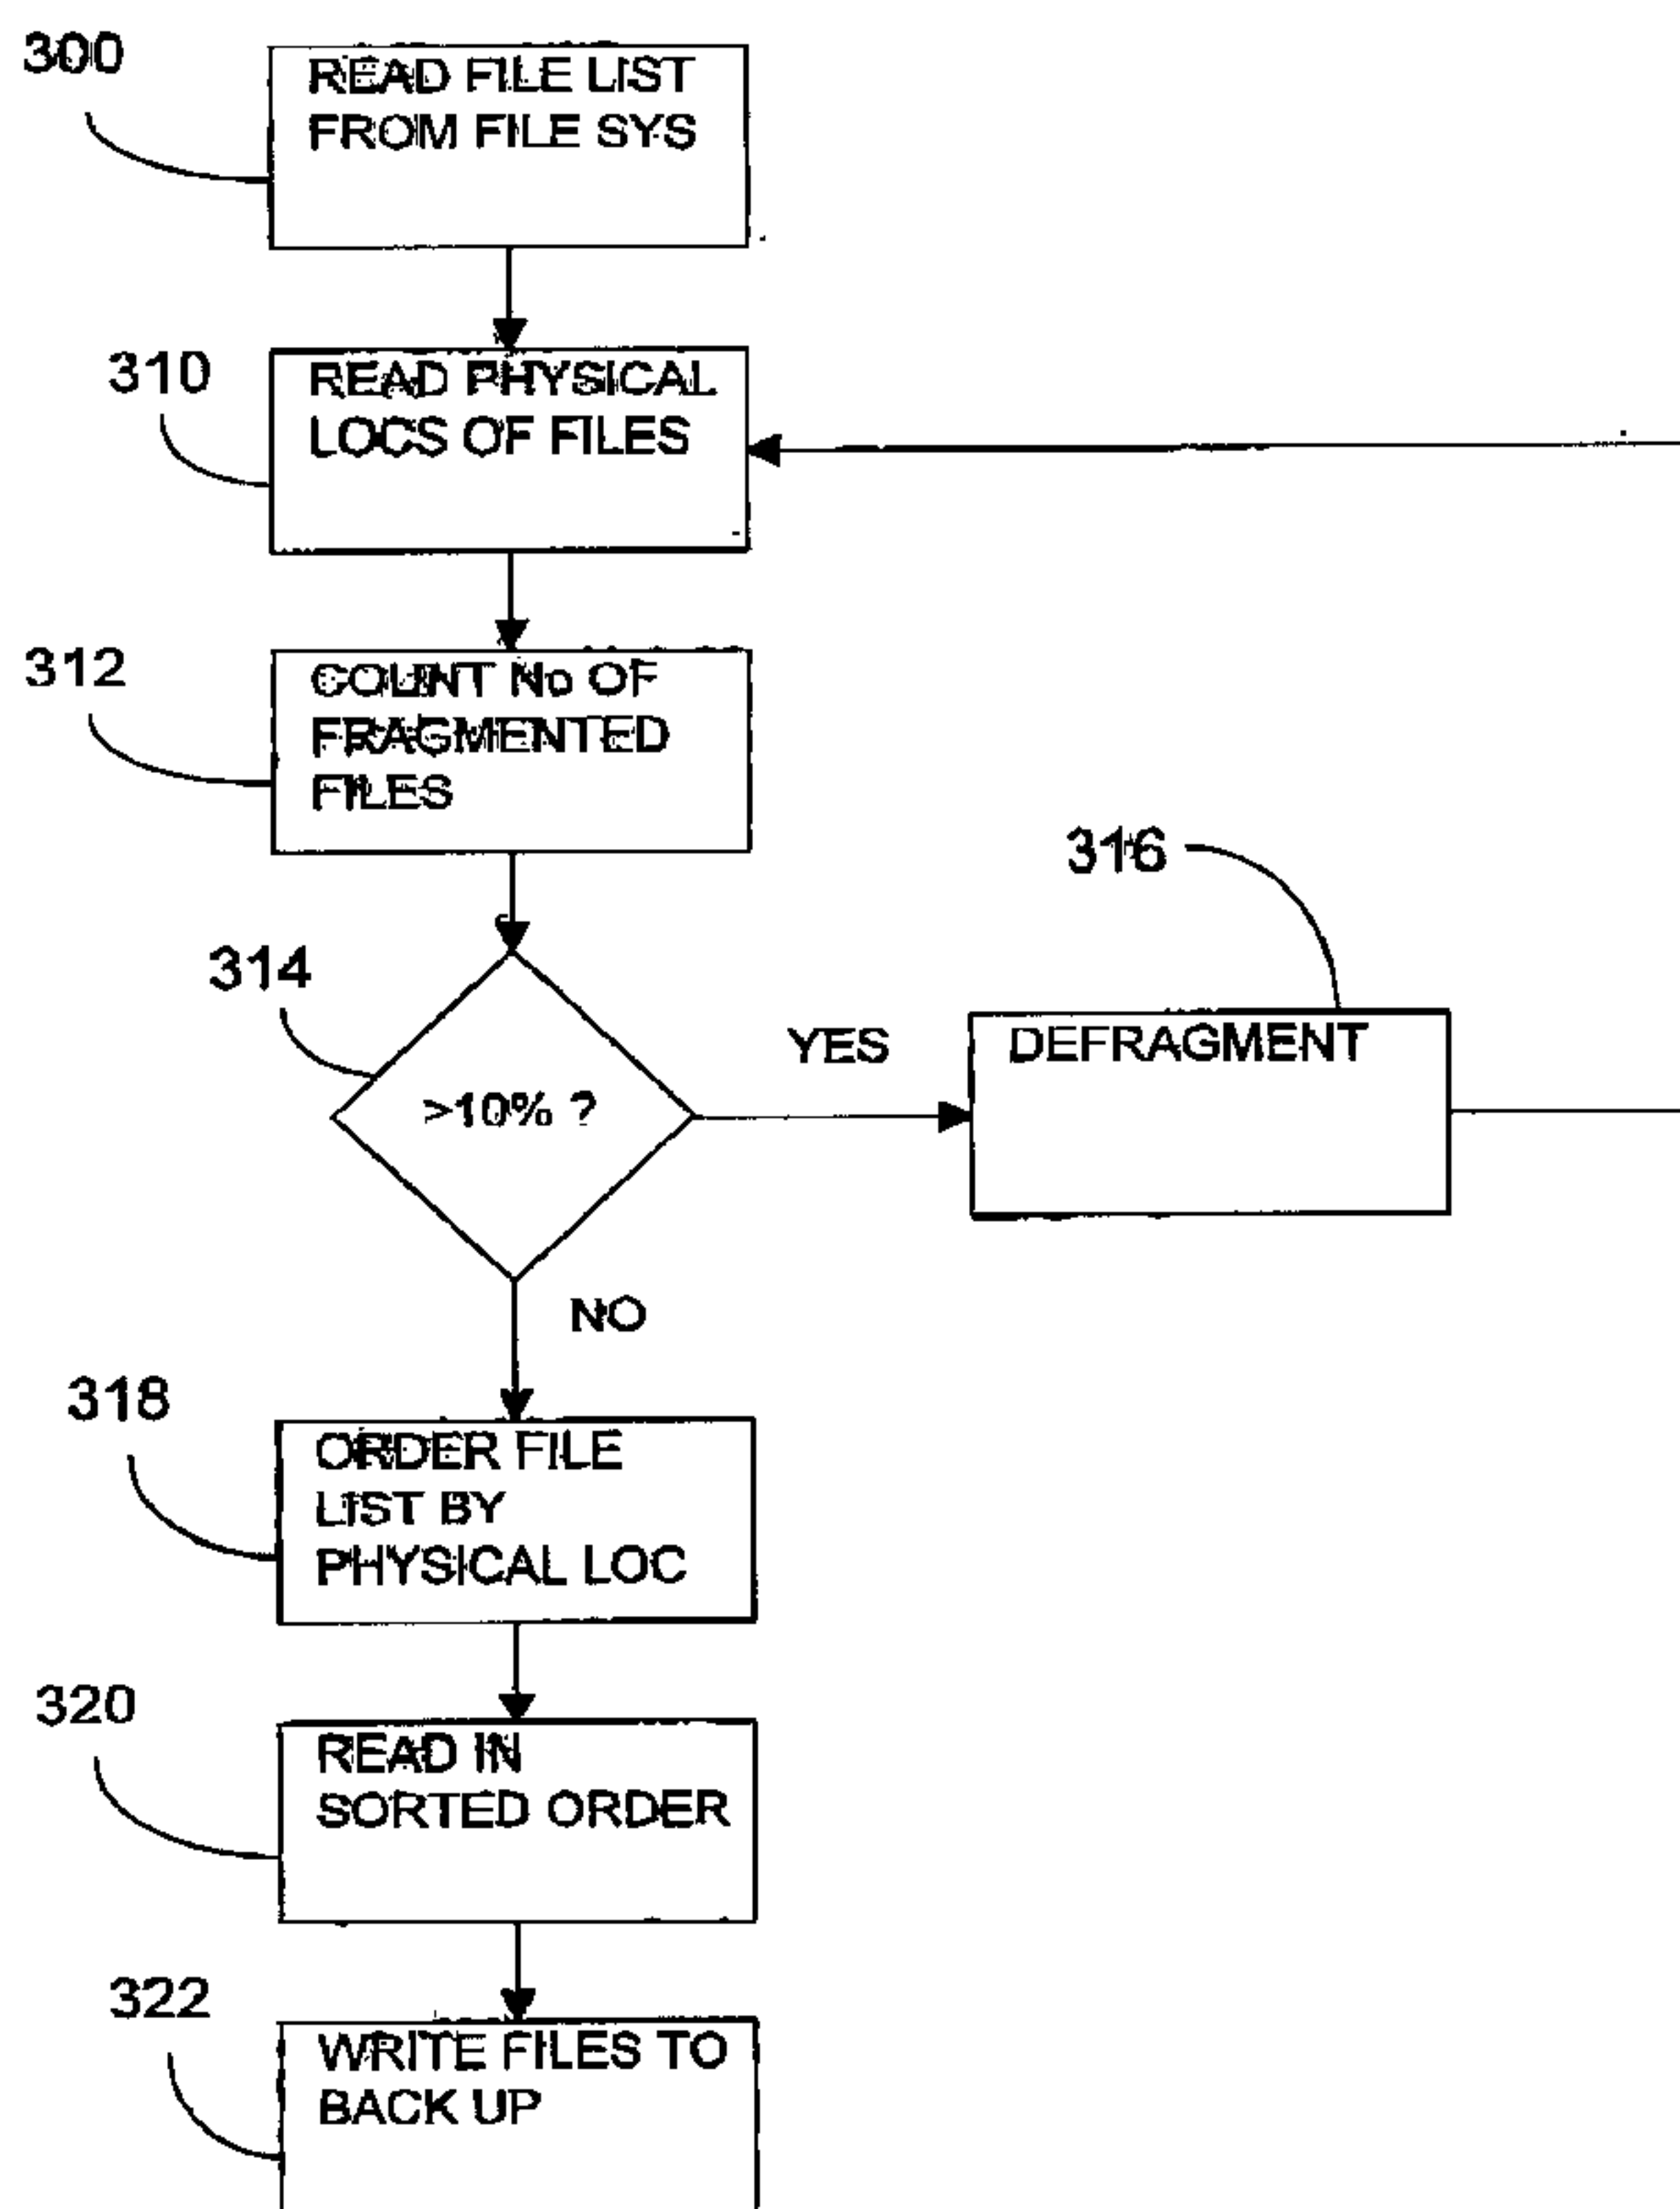 300
READ FILE LIST
FROM FILE SYS
310
READ PHYSICAL
LOCS OF FILES
312
COUNT No OF
FRAGMENTED
FILES
316
314
>10% ?
YES
DEFRAGMENT
NO
318
ORDER FILE
LIST BY
PHYSICAL LOC
320
READ IN
SORTED ORDER
322
WRITE FILES TO
BACK UP